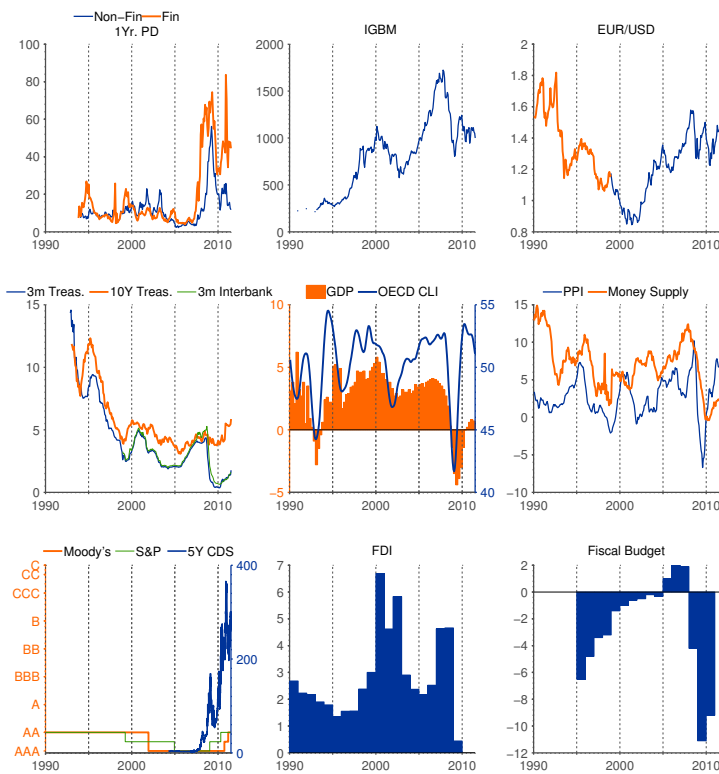 Non-Fin Fin
1Yr. PD
IGBM
EUR/USD
100
80
60
40
20
0
1990 2000 2010
2000
1500
1000
500
0
1990 2000 2010
2
1.8
1.6
1.4
1.2
1
0.8
1990 2000 2010
3m Treas. 10Y Treas. 3m Interbank
GDP OECD CLI
PPI Money Supply
15
10
5
0
1990 2000 2010
10
5
0
−5
55
50
45
40
1990 2000 2010
15
10
5
0
−5
−10
1990 2000 2010
Moody's S&P 5Y CDS
FDI
Fiscal Budget
C
CC
CCC
B
BB
BBB
A
AA
AAA
400
200
0
1990 2000 2010
7
6
5
4
3
2
1
0
1990 2000 2010
2
0
−2
−4
−6
−8
−10
−12
1990 2000 2010